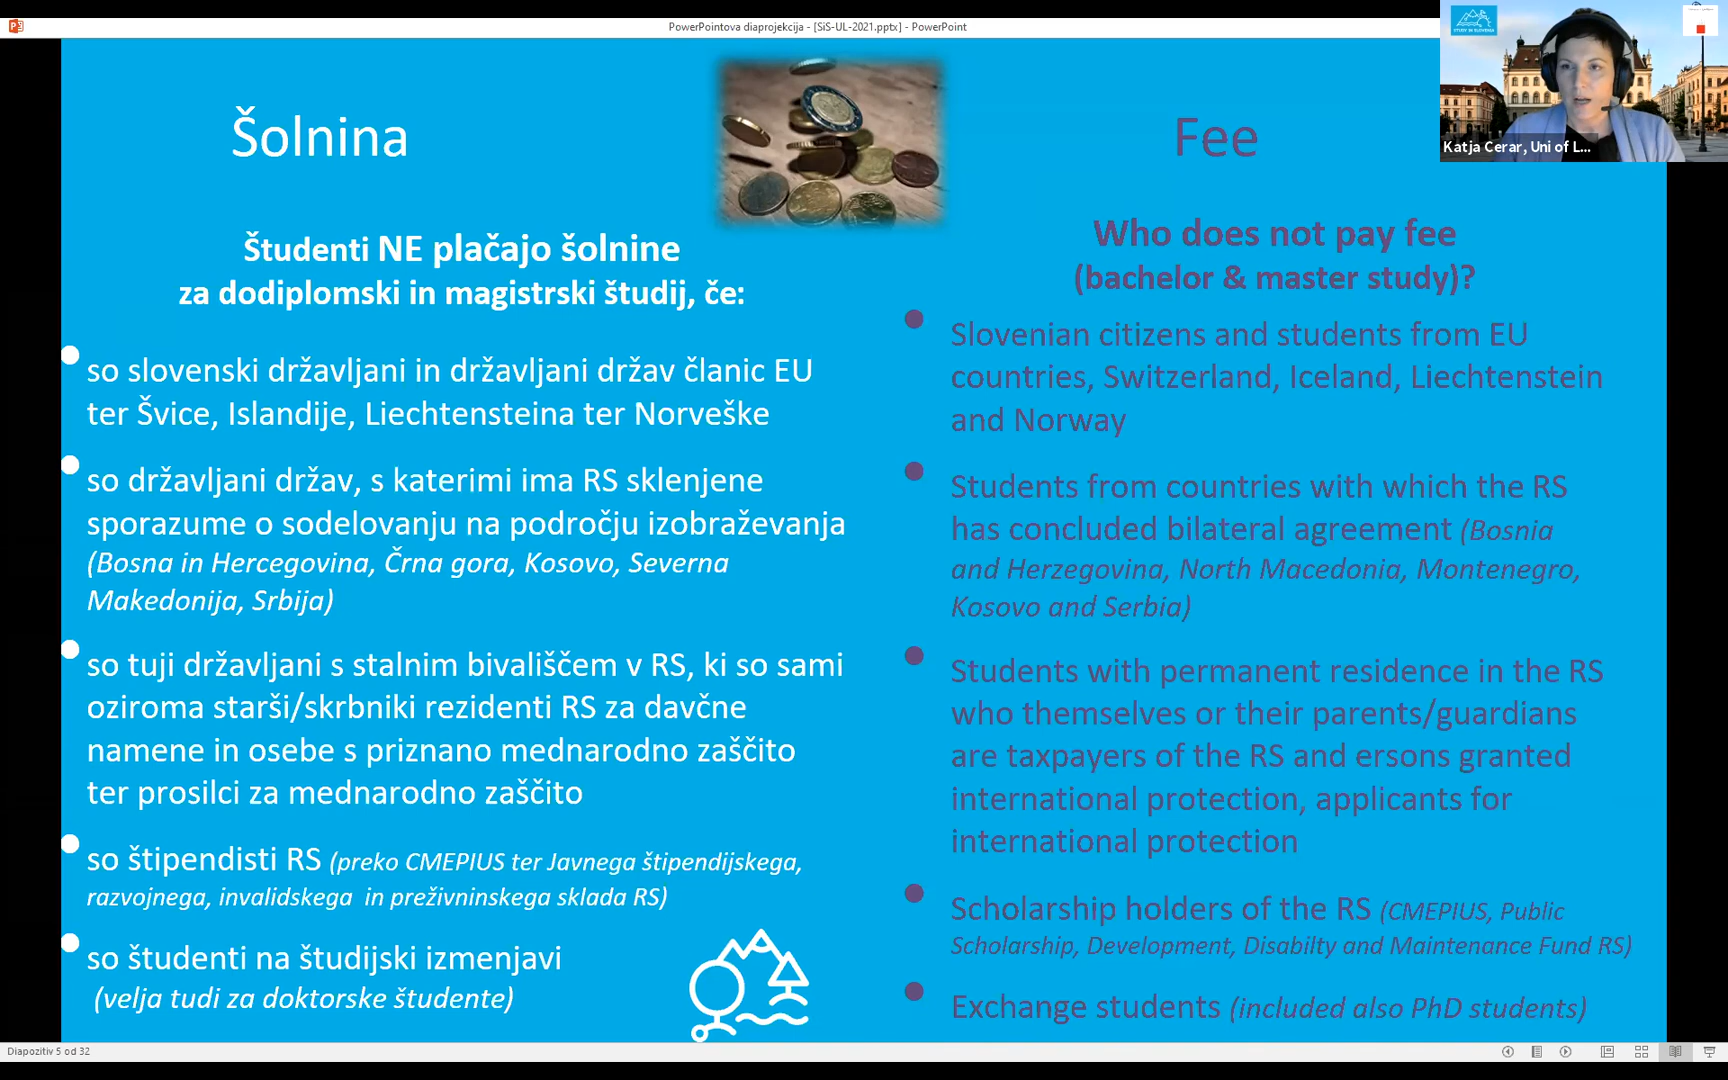 PowerPointova diaprojekcija - [SiS-UL-2021.pptx] - PowerPoint
STUDY IN SLOVENIA
Katja Cerar, Uni of L...
Šolnina
Študenti NE plačajo šolnine
za dodiplomski in magistrski študij, če:
so slovenski državljani in državljani držav članic EU
ter Švice, Islandije, Liechtensteina ter Norveške
so državljani držav, s katerimi ima RS sklenjene
sporazume o sodelovanju na področju izobraževanja
(Bosna in Hercegovina, Črna gora, Kosovo, Severna
Makedonija, Srbija)
so tuji državljani s stalnim bivališčem v RS, ki so sami
oziroma starši/skrbniki rezidenti RS za davčne
namene in osebe s priznano mednarodno zaščito
ter prosilci za mednarodno zaščito
so štipendisti RS (preko CMEPIUS ter Javnega štipendijskega,
razvojnega, invalidskega in preživninskega sklada RS)
so študenti na študijski izmenjavi
(velja tudi za doktorske študente)
Fee
Who does not pay fee
(bachelor & master study)?
Slovenian citizens and students from EU
countries, Switzerland, Iceland, Liechtenstein
and Norway
Students from countries with which the RS
has concluded bilateral agreement (Bosnia
and Herzegovina, North Macedonia, Montenegro,
Kosovo and Serbia)
Students with permanent residence in the RS
who themselves or their parents/guardians
are taxpayers of the RS and ersons granted
international protection, applicants for
international protection
Scholarship holders of the RS (CMEPIUS, Public
Scholarship, Development, Disabilty and Maintenance Fund RS)
Exchange students (included also PhD students)
Diapozitiv 5 od 32